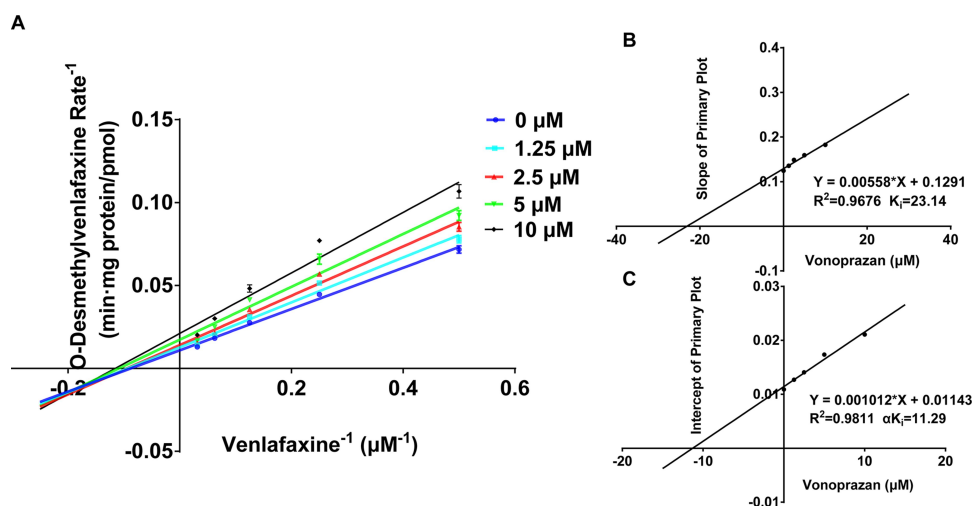 A
O-Desmethylvenlafaxine Rate-1
(min·mg protein/pmol)
0.15
0.10
0.05
-0.05
-0.2
0.2
0.4
0.6
Venlafaxine-1 (μM-1)
0 μM
1.25 μM
2.5 μM
5 μM
10 μM
B
Slope of Primary Plot
0.4
0.3
0.2
0.1
-0.1
-40
-20
20
40
Vonoprazan (μM)
Y = 0.00558*X + 0.1291
R2=0.9676 Ki=23.14
C
Intercept of Primary Plot
0.03
0.02
0.01
-0.01
-20
-10
10
20
Vonoprazan (μM)
Y = 0.001012*X + 0.01143
R2=0.9811 αKi=11.29